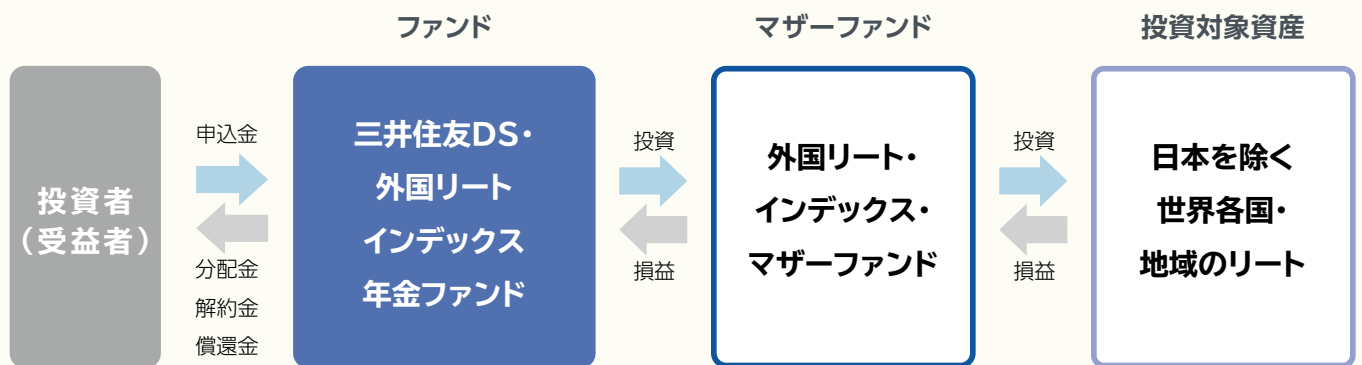 ファンド
マザーファンド
投資対象資産
投資者
（受益者）
申込金
分配金
解約金
償還金
三井住友DS・
外国リート
インデックス
年金ファンド
投資
損益
外国リート・
インデックス・
マザーファンド
投資
損益
日本を除く
世界各国・
地域のリート